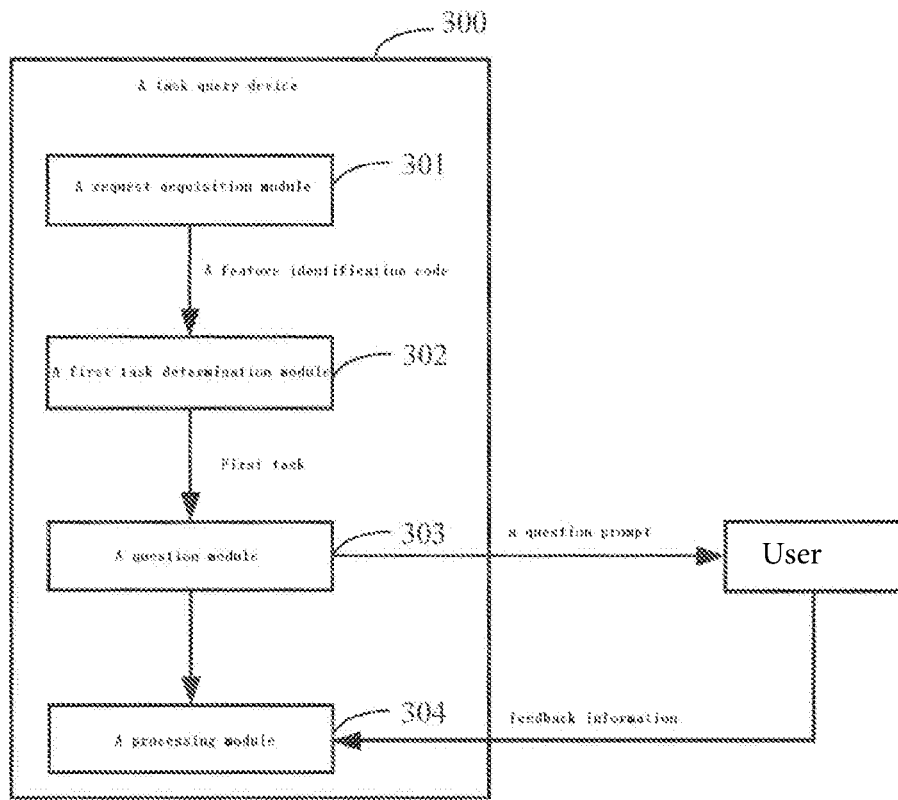 300
A task query device
301
A request acquisition module
A feature identification code
302
A first task determination module
First task
303
A question module
a question prompt
User
304
A processing module
feedback information